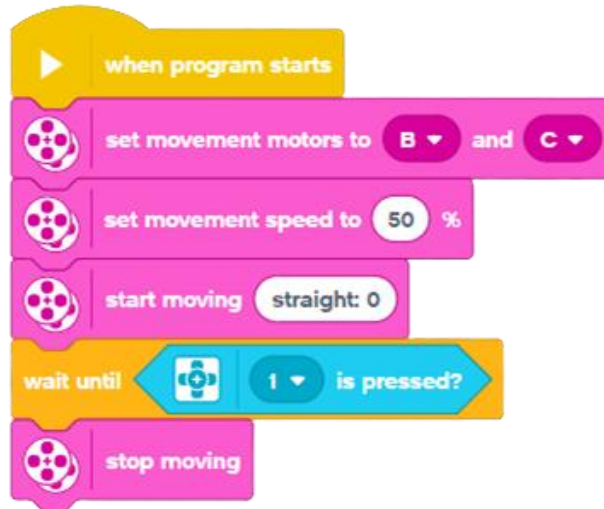 when program starts
set movement motors to B and C
set movement speed to 50 %
start moving straight: 0
wait until 1 is pressed?
stop moving